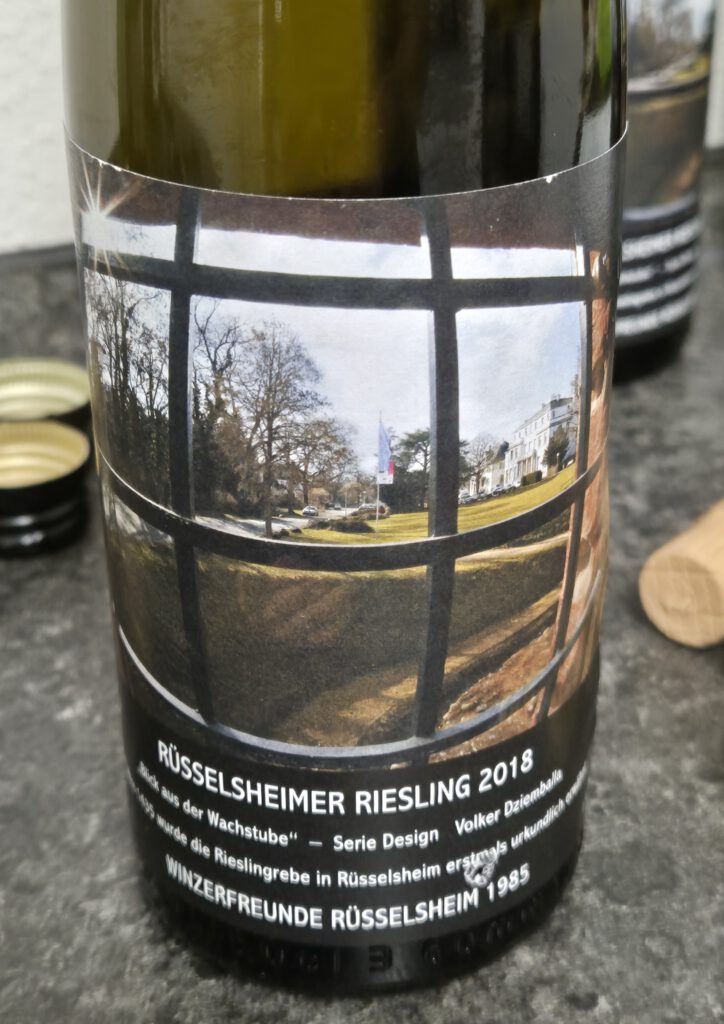 RÜSSELSHEIMER RIESLING 2018
„Blick aus der Wachstube“ – Serie Design Volker Dziemballa
1435 wurde die Rieslingrebe in Rüsselsheim erstmals urkundlich
WINZERFREUNDE RÜSSELSHEIM 1985